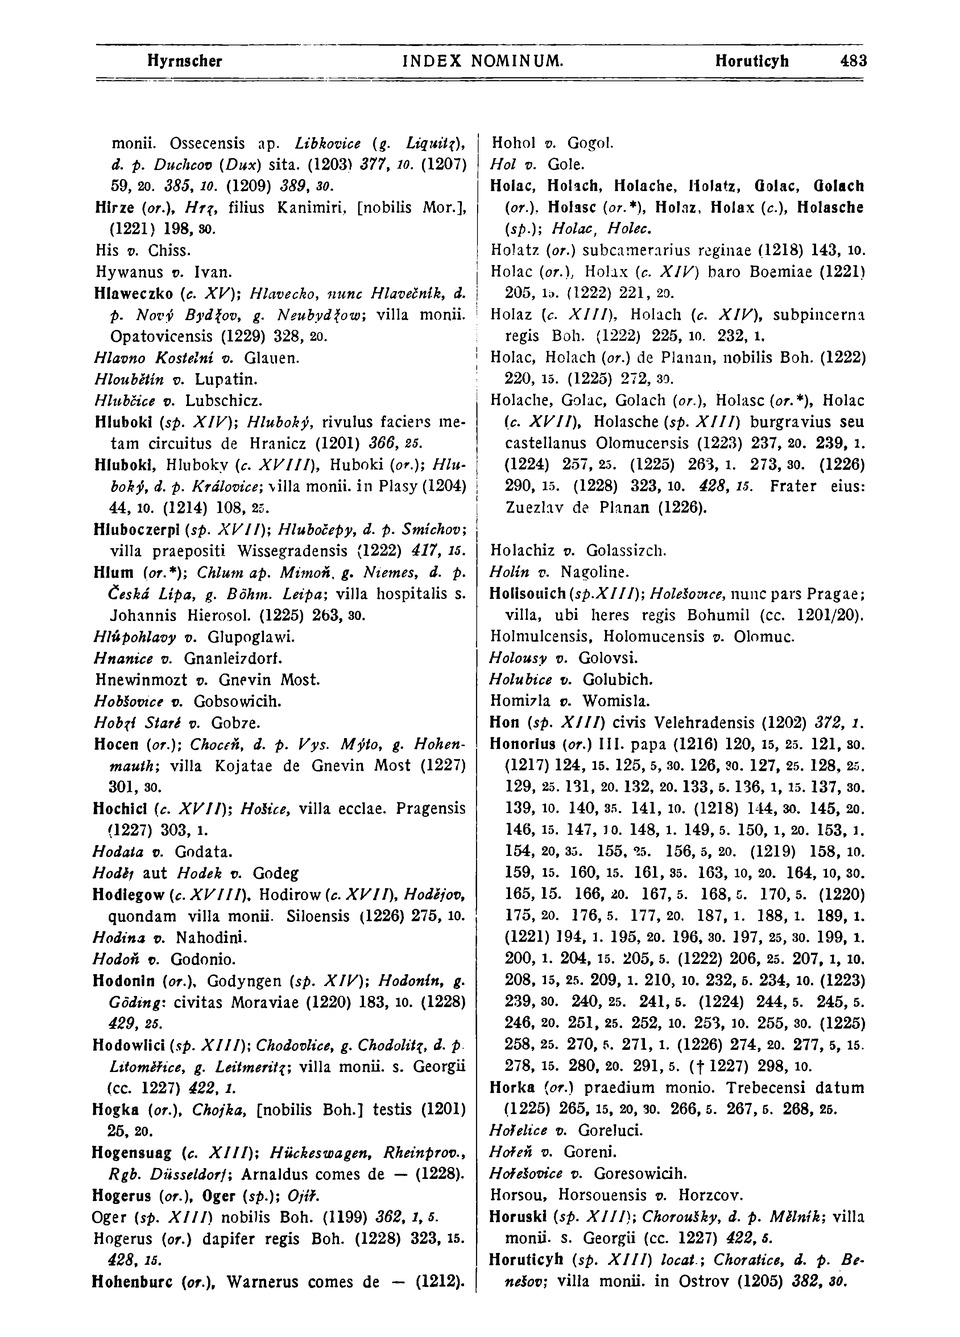 Hyrnscher INDEX NOMINUM. Horuticyh 483
monii. Ossecensis ap. Libkovice (g. Liquitz),
d. p. Duchcov (Dux) sita. (1203) 377, 10. (1207)
59, 20. 385, 10. (1209) 389, 30.
Hirze (or.), Hrz, filius Kanimiri, [nobilis Mor.],
(1221) 198, 30.
His v. Chiss.
Hywanus v. Ivan.
Hlaweczko (c. XV); Hlavecko, nunc Hlavečník, d.
p. Nový Bydžov, g. Neubydžow; villa monii.
Opatovicensis (1229) 328, 20.
Hlavno Kostelní v. Glauen.
Hloubětín v. Lupatin.
Hlubčice v. Lubschicz.
Hluboki (sp. XIV); Hluboký, rivulus faciens me-
tam circuitus de Hranicz (1201) 366, 25.
Hluboki, Hluboky (c. XVIII), Huboki (or.); Hlu-
boký, d. p. Královice; villa monii. in Plasy (1204)
44, 10. (1214) 108, 25.
Hluboczerpi (sp. XVII); Hlubočepy, d. p. Smíchov;
villa praepositi Wissegradensis (1222) 417, 15.
Hlum (or.*); Chlum ap. Mimoň, g. Niemes, d. p.
Česká Lípa, g. Böhm. Leipa; villa hospitalis s.
Johannis Hierosol. (1225) 263, 30.
Hlúpohlavy v. Glupoglawi.
Hnanice v. Gnanleizdorf.
Hnewinmozt v. Gnevin Most.
Hobšovice v. Gobsowicih.
Hobzí Staré v. Gobze.
Hocen (or.); Choceň, d. p. Vys. Mýto, g. Hohen-
mauth; villa Kojatae de Gnevin Most (1227)
301, 30.
Hochici (c. XVII); Hošice, villa ecclae. Pragensis
(1227) 303, 1.
Hodata v. Godata.
Hoděj aut Hodek v. Godeg
Hodiegow (c. XVIII), Hodirow (c. XVII), Hodějov,
quondam villa monii. Siloensis (1226) 275, 10.
Hodina v. Nahodini.
Hodoň v. Godonio.
Hodonin (or.), Godyngen (sp. XIV); Hodonín, g.
Göding: civitas Moraviae (1220) 183, 10. (1228)
429, 25.
Hodowlici (sp. XIII); Chodovlice, g. Chodolitz, d. p.
Litoměřice, g. Leitmeritz; villa monii. s. Georgii
(cc. 1227) 422, 1.
Hogka (or.), Chojka, [nobilis Boh.] testis (1201)
25, 20.
Hogensuag (c. XIII); Hückeswagen, Rheinprov.,
Rgb. Düsseldorf; Arnaldus comes de — (1228).
Hogerus (or.), Oger (sp.); Ojíř.
Oger (sp. XIII) nobilis Boh. (1199) 362, 1, 5.
Hogerus (or.) dapifer regis Boh. (1228) 323, 15.
428, 15.
Hohenburc (or.), Warnerus comes de — (1212).
Hohol v. Gogol.
Hol v. Gole.
Holac, Holach, Holache, Holatz, Golac, Golach
(or.), Holasc (or.*), Holaz, Holax (c.), Holasche
(sp.); Holac, Holec.
Holatz (or.) subcamerarius reginae (1218) 143, 10.
Holac (or.), Holax (c. XIV) baro Boemiae (1221)
205, 15. (1222) 221, 20.
Holaz (c. XIII), Holach (c. XIV), subpincerna
regis Boh. (1222) 225, 10. 232, 1.
Holac, Holach (or.) de Planan, nobilis Boh. (1222)
220, 15. (1225) 272, 30.
Holache, Golac, Golach (or.), Holasc (or.*), Holac
(c. XVII), Holasche (sp. XIII) burgravius seu
castellanus Olomucensis (1223) 237, 20. 239, 1.
(1224) 257, 25. (1225) 263, 1. 273, 30. (1226)
290, 15. (1228) 323, 10. 428, 15. Frater eius:
Zuezlav de Planan (1226).
Holachiz v. Golassizch.
Holín v. Nagoline.
Holisouich (sp. XIII); Holešovice, nunc pars Pragae;
villa, ubi heres regis Bohumil (cc. 1201/20).
Holmulcensis, Holomucensis v. Olomuc.
Holousy v. Golovsi.
Holubice v. Golubich.
Homizla v. Womisla.
Hon (sp. XIII) civis Velehradensis (1202) 372, 1.
Honorius (or.) III. papa (1216) 120, 15, 25. 121, 30.
(1217) 124, 15. 125, 5, 30. 126, 30. 127, 25. 128, 25.
129, 25. 131, 20. 132, 20. 133, 5. 136, 1, 15. 137, 30.
139, 10. 140, 35. 141, 10. (1218) 144, 30. 145, 20.
146, 15. 147, 10. 148, 1. 149, 5. 150, 1, 20. 153, 1.
154, 20, 35. 155, 25. 156, 5, 20. (1219) 158, 10.
159, 15. 160, 15. 161, 35. 163, 10, 20. 164, 10, 30.
165, 15. 166, 20. 167, 5. 168, 5. 170, 5. (1220)
175, 20. 176, 5. 177, 20. 187, 1. 188, 1. 189, 1.
(1221) 194, 1. 195, 20. 196, 30. 197, 25, 30. 199, 1.
200, 1. 204, 15. 205, 5. (1222) 206, 25. 207, 1, 10.
208, 15, 25. 209, 1. 210, 10. 232, 5. 234, 10. (1223)
239, 30. 240, 25. 241, 5. (1224) 244, 5. 245, 5.
246, 20. 251, 25. 252, 10. 253, 10. 255, 30. (1225)
258, 25. 270, 5. 271, 1. (1226) 274, 20. 277, 5, 15.
278, 15. 280, 20. 291, 5. († 1227) 298, 10.
Horka (or.) praedium monio. Trebecensi datum
(1225) 265, 15, 20, 30. 266, 5. 267, 5. 268, 25.
Hořelice v. Goreluci.
Hořeň v. Goreni.
Hořešovice v. Goresowicih.
Horsou, Horsouensis v. Horzcov.
Horuski (sp. XIII); Choroušky, d. p. Mělník; villa
monii. s. Georgii (cc. 1227) 422, 5.
Horuticyh (sp. XIII) locat.; Choratice, d. p. Be-
nešov; villa monii. in Ostrov (1205) 382, 30.